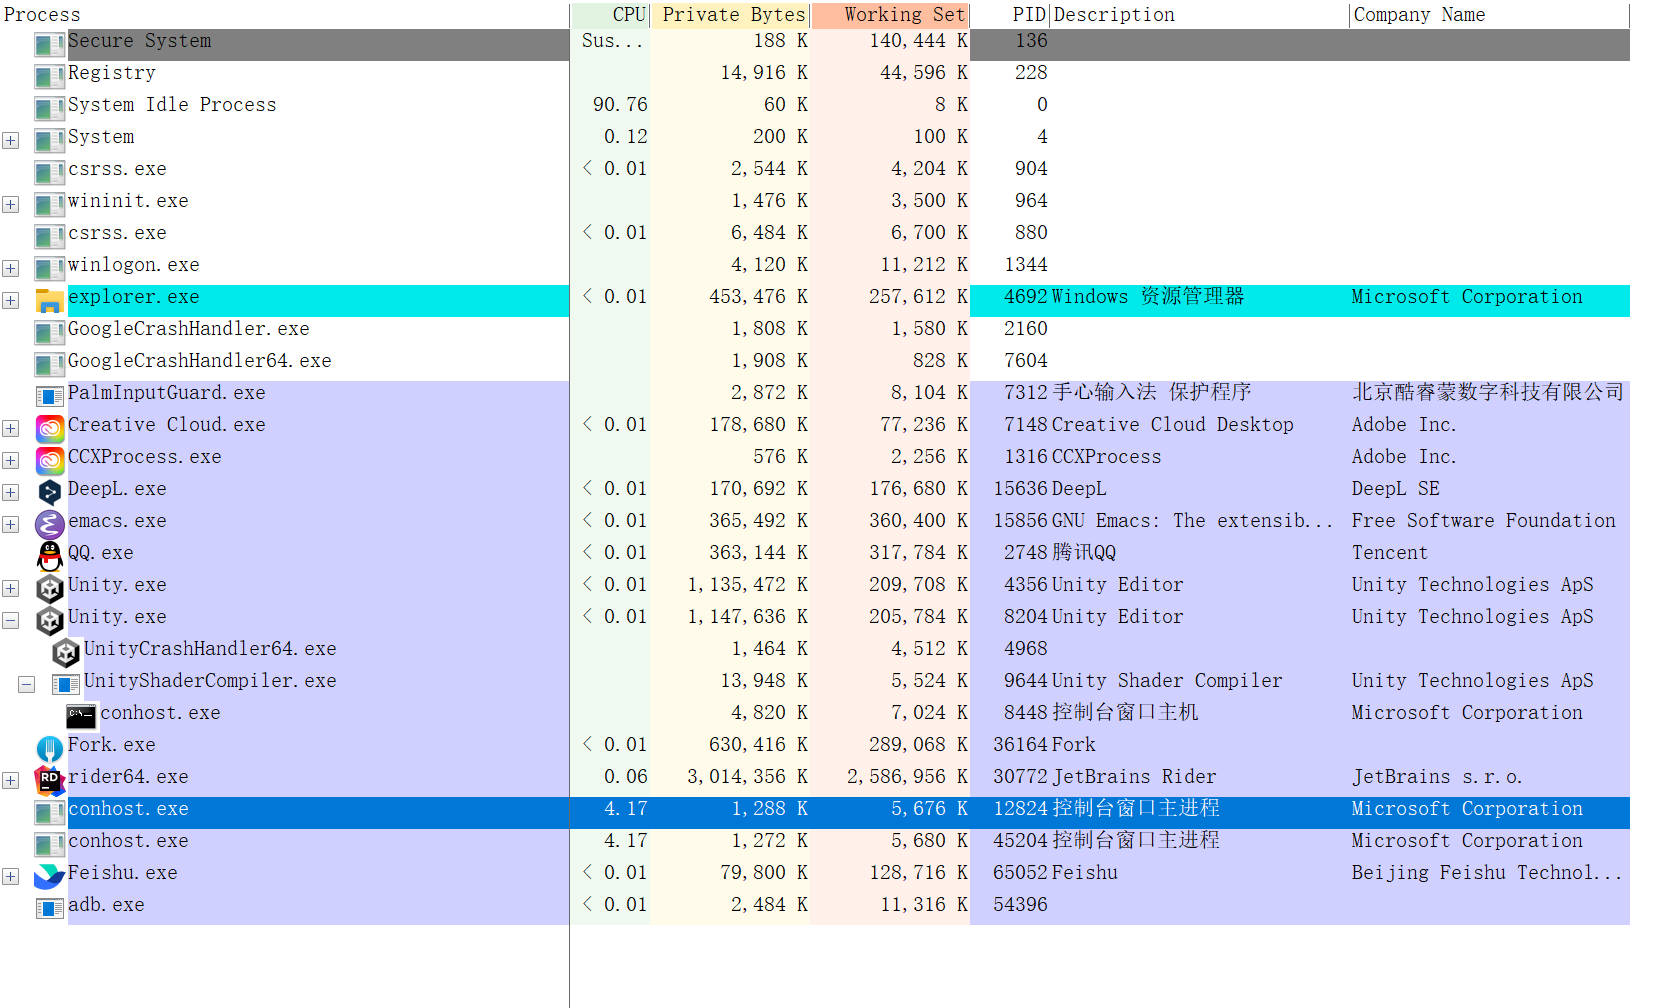 Process CPU Private Bytes Working Set PID Description Company Name
Secure System Sus... 188 K 140,444 K 136
Registry 14,916 K 44,596 K 228
System Idle Process 90.76 60 K 8 K 0
System 0.12 200 K 100 K 4
csrss.exe < 0.01 2,544 K 4,204 K 904
wininit.exe 1,476 K 3,500 K 964
csrss.exe < 0.01 6,484 K 6,700 K 880
winlogon.exe 4,120 K 11,212 K 1344
explorer.exe < 0.01 453,476 K 257,612 K 4692 Windows 资源管理器 Microsoft Corporation
GoogleCrashHandler.exe 1,808 K 1,580 K 2160
GoogleCrashHandler64.exe 1,908 K 828 K 7604
PalmInputGuard.exe 2,872 K 8,104 K 7312 手心输入法 保护程序 北京酷睿蒙数字科技有限公司
Creative Cloud.exe < 0.01 178,680 K 77,236 K 7148 Creative Cloud Desktop Adobe Inc.
CCXProcess.exe 576 K 2,256 K 1316 CCXProcess Adobe Inc.
DeepL.exe < 0.01 170,692 K 176,680 K 15636 DeepL DeepL SE
emacs.exe < 0.01 365,492 K 360,400 K 15856 GNU Emacs: The extensib... Free Software Foundation
QQ.exe < 0.01 363,144 K 317,784 K 2748 腾讯QQ Tencent
Unity.exe < 0.01 1,135,472 K 209,708 K 4356 Unity Editor Unity Technologies ApS
Unity.exe < 0.01 1,147,636 K 205,784 K 8204 Unity Editor Unity Technologies ApS
UnityCrashHandler64.exe 1,464 K 4,512 K 4968
UnityShaderCompiler.exe 13,948 K 5,524 K 9644 Unity Shader Compiler Unity Technologies ApS
conhost.exe 4,820 K 7,024 K 8448 控制台窗口主机 Microsoft Corporation
Fork.exe < 0.01 630,416 K 289,068 K 36164 Fork
RD rider64.exe 0.06 3,014,356 K 2,586,956 K 30772 JetBrains Rider JetBrains s.r.o.
conhost.exe 4.17 1,288 K 5,676 K 12824 控制台窗口主进程 Microsoft Corporation
conhost.exe 4.17 1,272 K 5,680 K 45204 控制台窗口主进程 Microsoft Corporation
Feishu.exe < 0.01 79,800 K 128,716 K 65052 Feishu Beijing Feishu Technol...
adb.exe < 0.01 2,484 K 11,316 K 54396